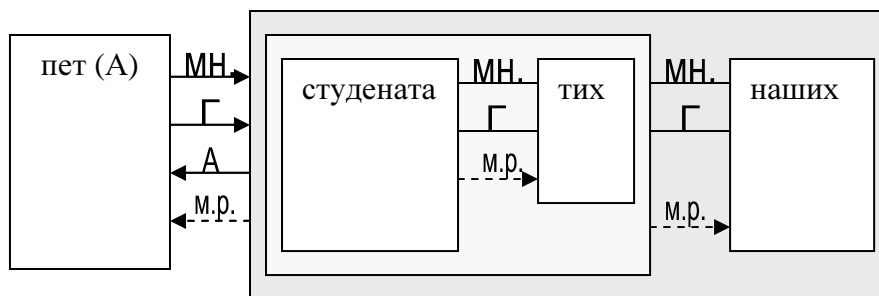 пет (А) мн. студената мн. тих мн. наших
Г Г Г
А м.р.
м.р. м.р.